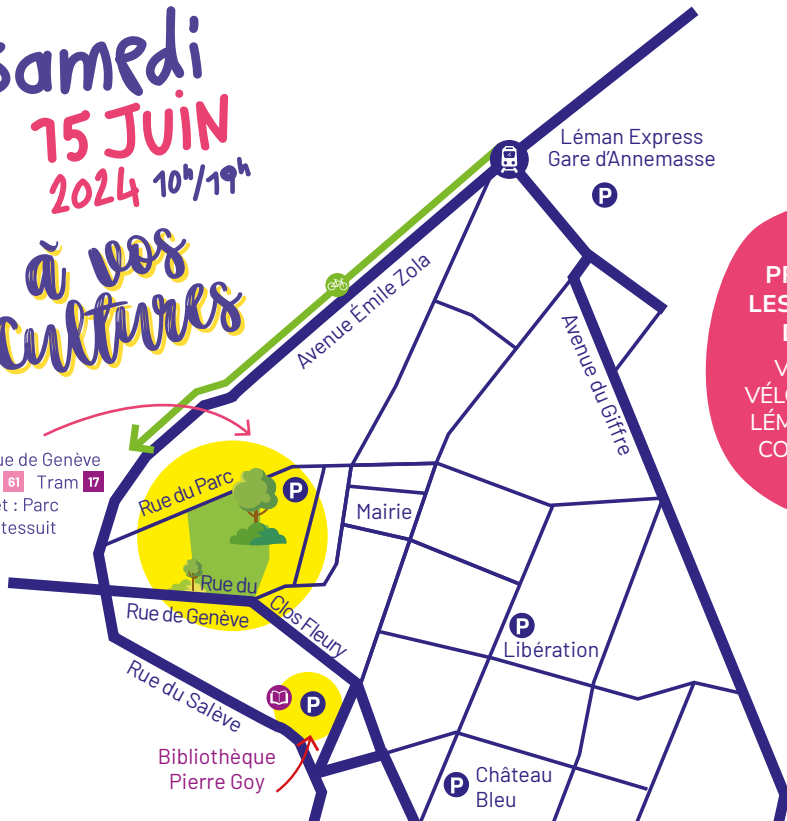 samedi
15 JUIN
2024 10h/19h
à vos
Cultures
Léman Express
Gare d'Annemasse
P
Avenue Émile Zola
Avenue du Giffre
de Genève
61 Tram 17
: Parc
Rue du Parc
P
Mairie
Rue du
Clos Fleury
Rue de Genève
P
Libération
Rue du Salève
P
Bibliothèque
Pierre Goy
P
Château
Bleu